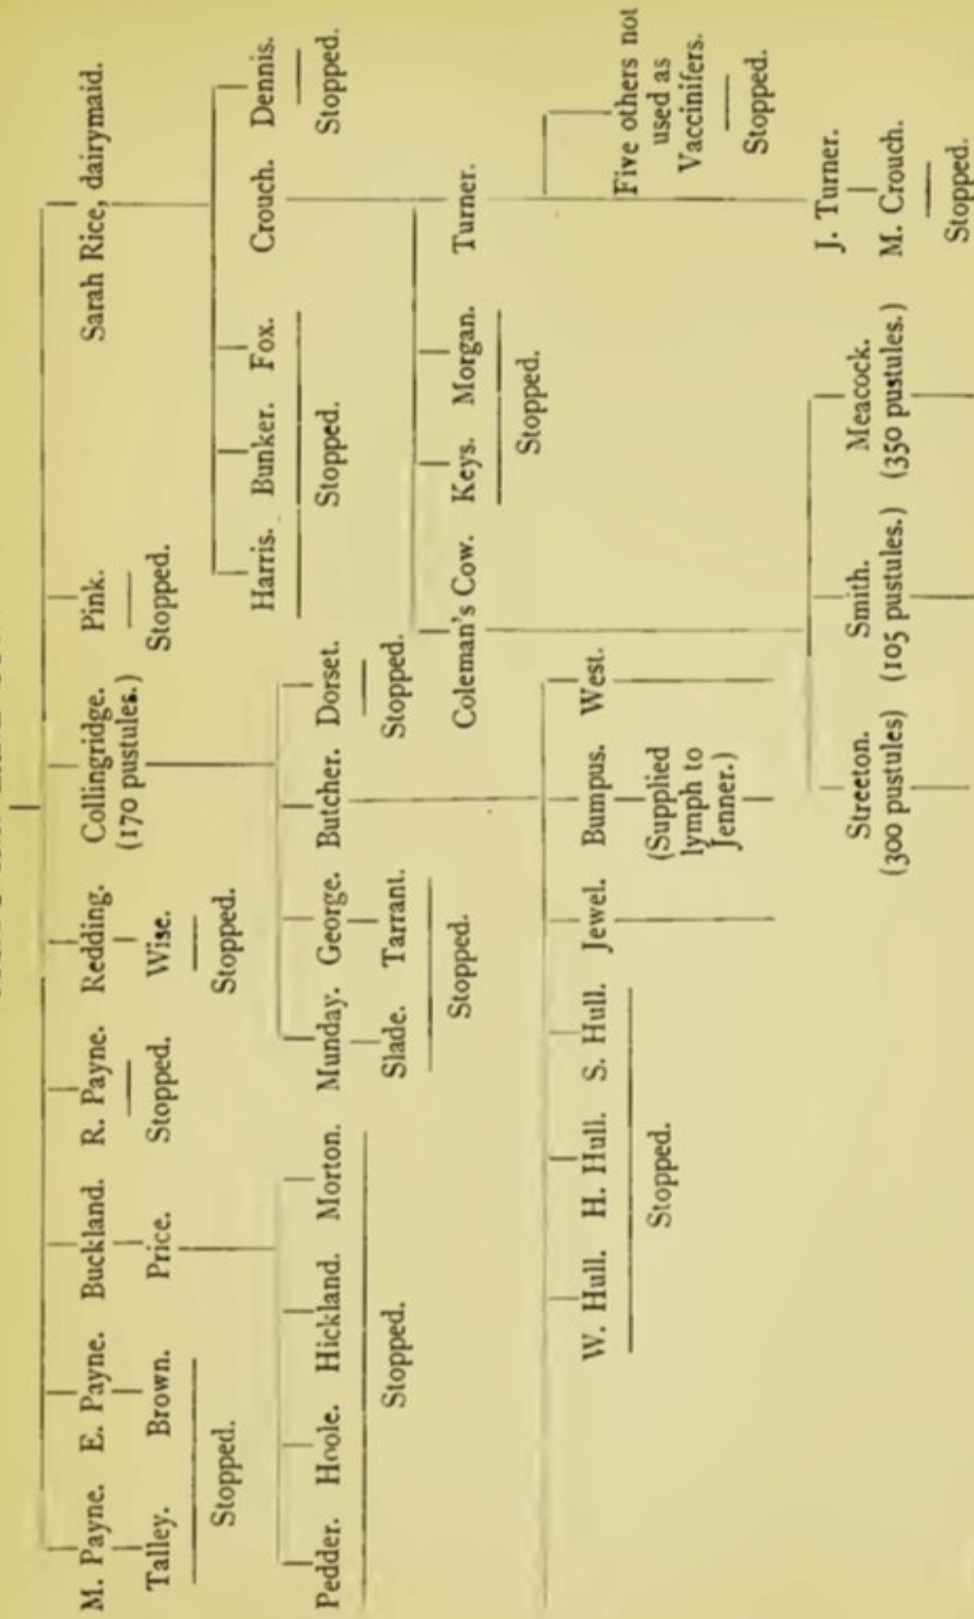 M. Payne. E. Payne. Buckland. R. Payne. Redding. Collingridge. Pink. Sarah Rice, dairymaid.
(170 pustules.)
Talley. Brown. Price. Stopped. Wise. Stopped.
Stopped. Stopped.
Harris. Bunker. Fox. Crouch. Dennis.
Stopped. Stopped.
Pedder. Hoole. Hickland. Morton. Munday. George. Butcher. Dorset.
Slade. Tarrant. Stopped.
Stopped. Stopped.
Coleman's Cow. Keys. Morgan. Turner.
Stopped.
W. Hull. H. Hull. S. Hull. Jewel. Bumpus. West.
Stopped. (Supplied
lymph to
Jenner.)
Five others not
used as
Vaccinifers.
Stopped.
J. Turner.
M. Crouch.
Stopped.
Streeton. Smith. Meacock.
(300 pustules) (105 pustules.) (350 pustules.)